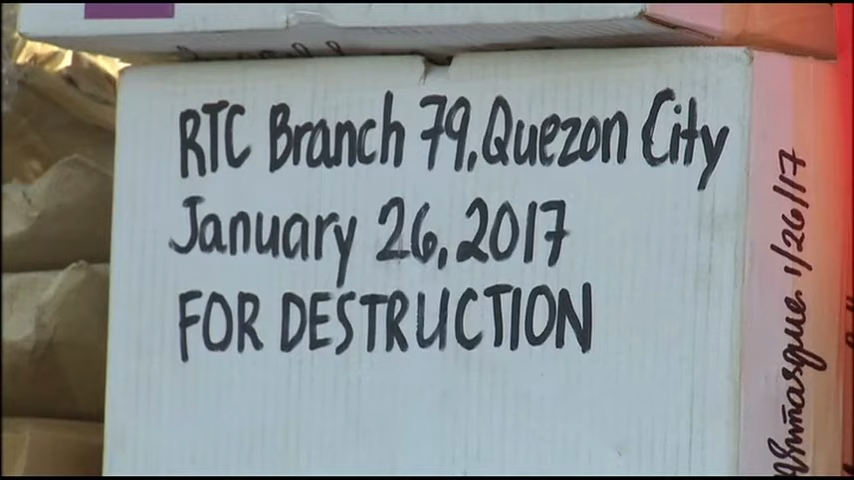 RTC Branch 79, Quezon City
January 26, 2017
FOR DESTRUCTION
1/26/17